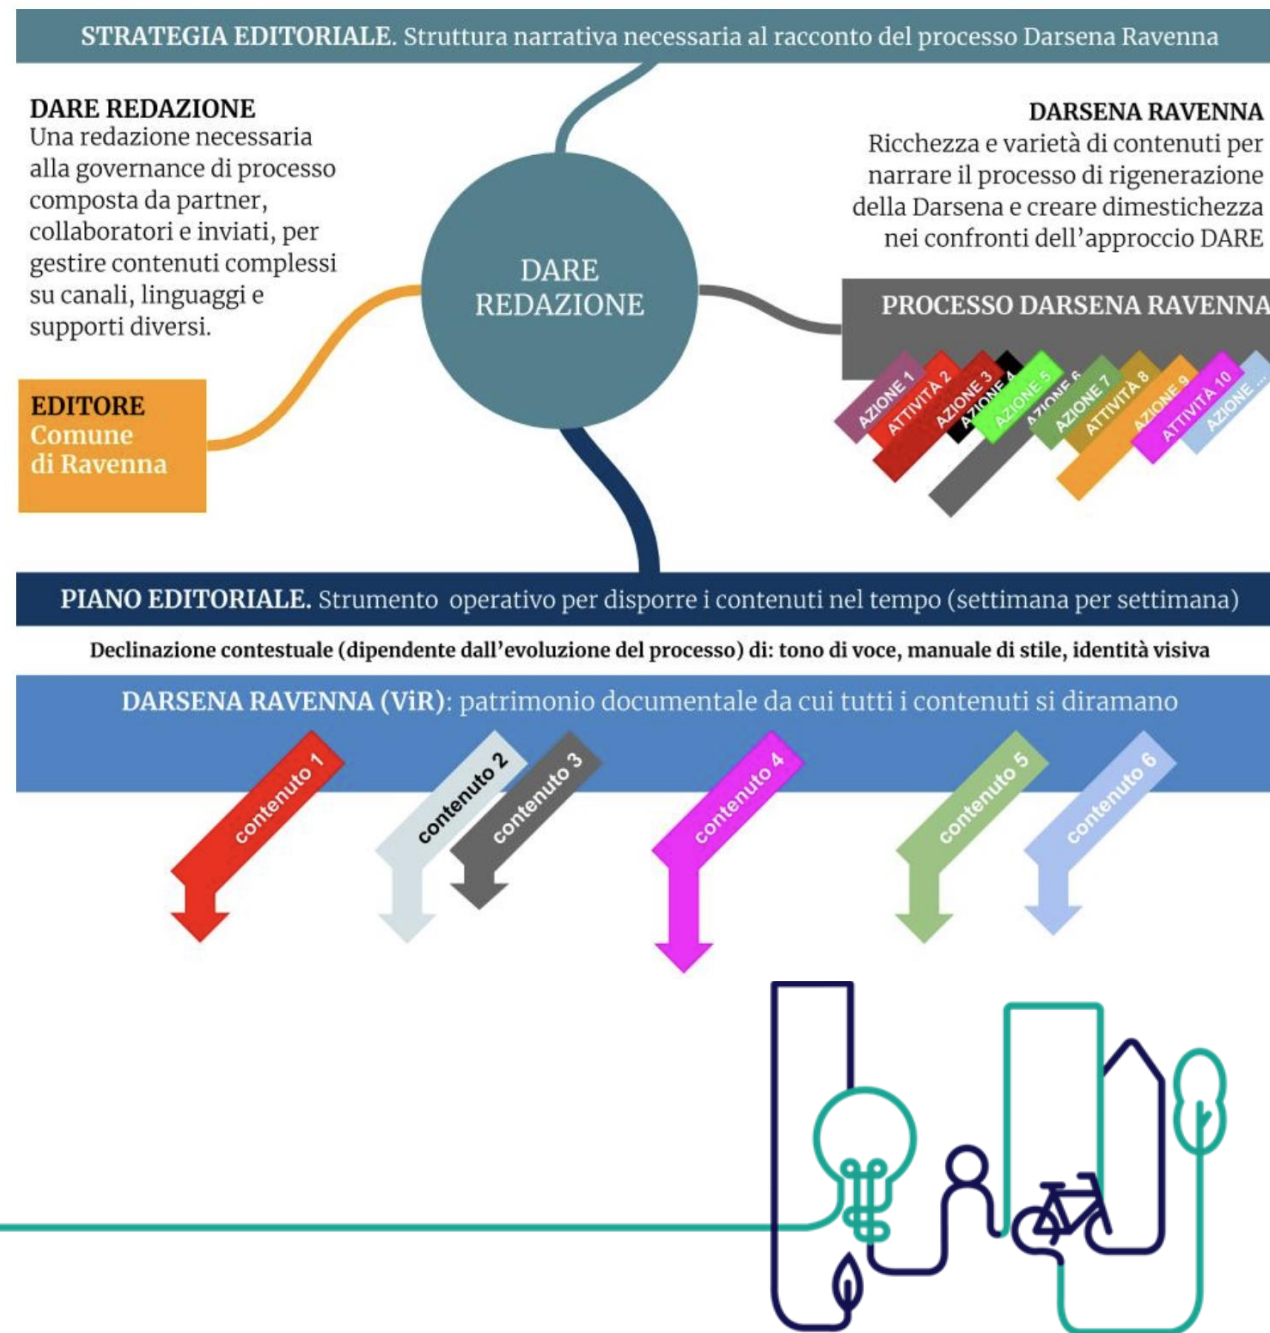 STRATEGIA EDITORIALE. Struttura narrativa necessaria al racconto del processo Darsena Ravenna
DARE REDAZIONE
Una redazione necessaria
alla governance di processo
composta da partner,
collaboratori e inviati, per
gestire contenuti complessi
su canali, linguaggi e
supporti diversi.
DARSENA RAVENNA
Ricchezza e varietà di contenuti per
narrare il processo di rigenerazione
della Darsena e creare dimestichezza
nei confronti dell'approccio DARE
DARE
REDAZIONE
EDITORE
Comune
di Ravenna
PROCESSO DARSENA RAVENNA
AZIONE 1
ATTIVITÀ 2
AZIONE 3
AZIONE 4
AZIONE 5
AZIONE 6
AZIONE 7
ATTIVITÀ 8
AZIONE 9
ATTIVITÀ 10
AZIONE ...
PIANO EDITORIALE. Strumento operativo per disporre i contenuti nel tempo (settimana per settimana)
Declinazione contestuale (dipendente dall'evoluzione del processo) di: tono di voce, manuale di stile, identità visiva
DARSENA RAVENNA (ViR): patrimonio documentale da cui tutti i contenuti si diramano
contenuto 1
contenuto 2
contenuto 3
contenuto 4
contenuto 5
contenuto 6